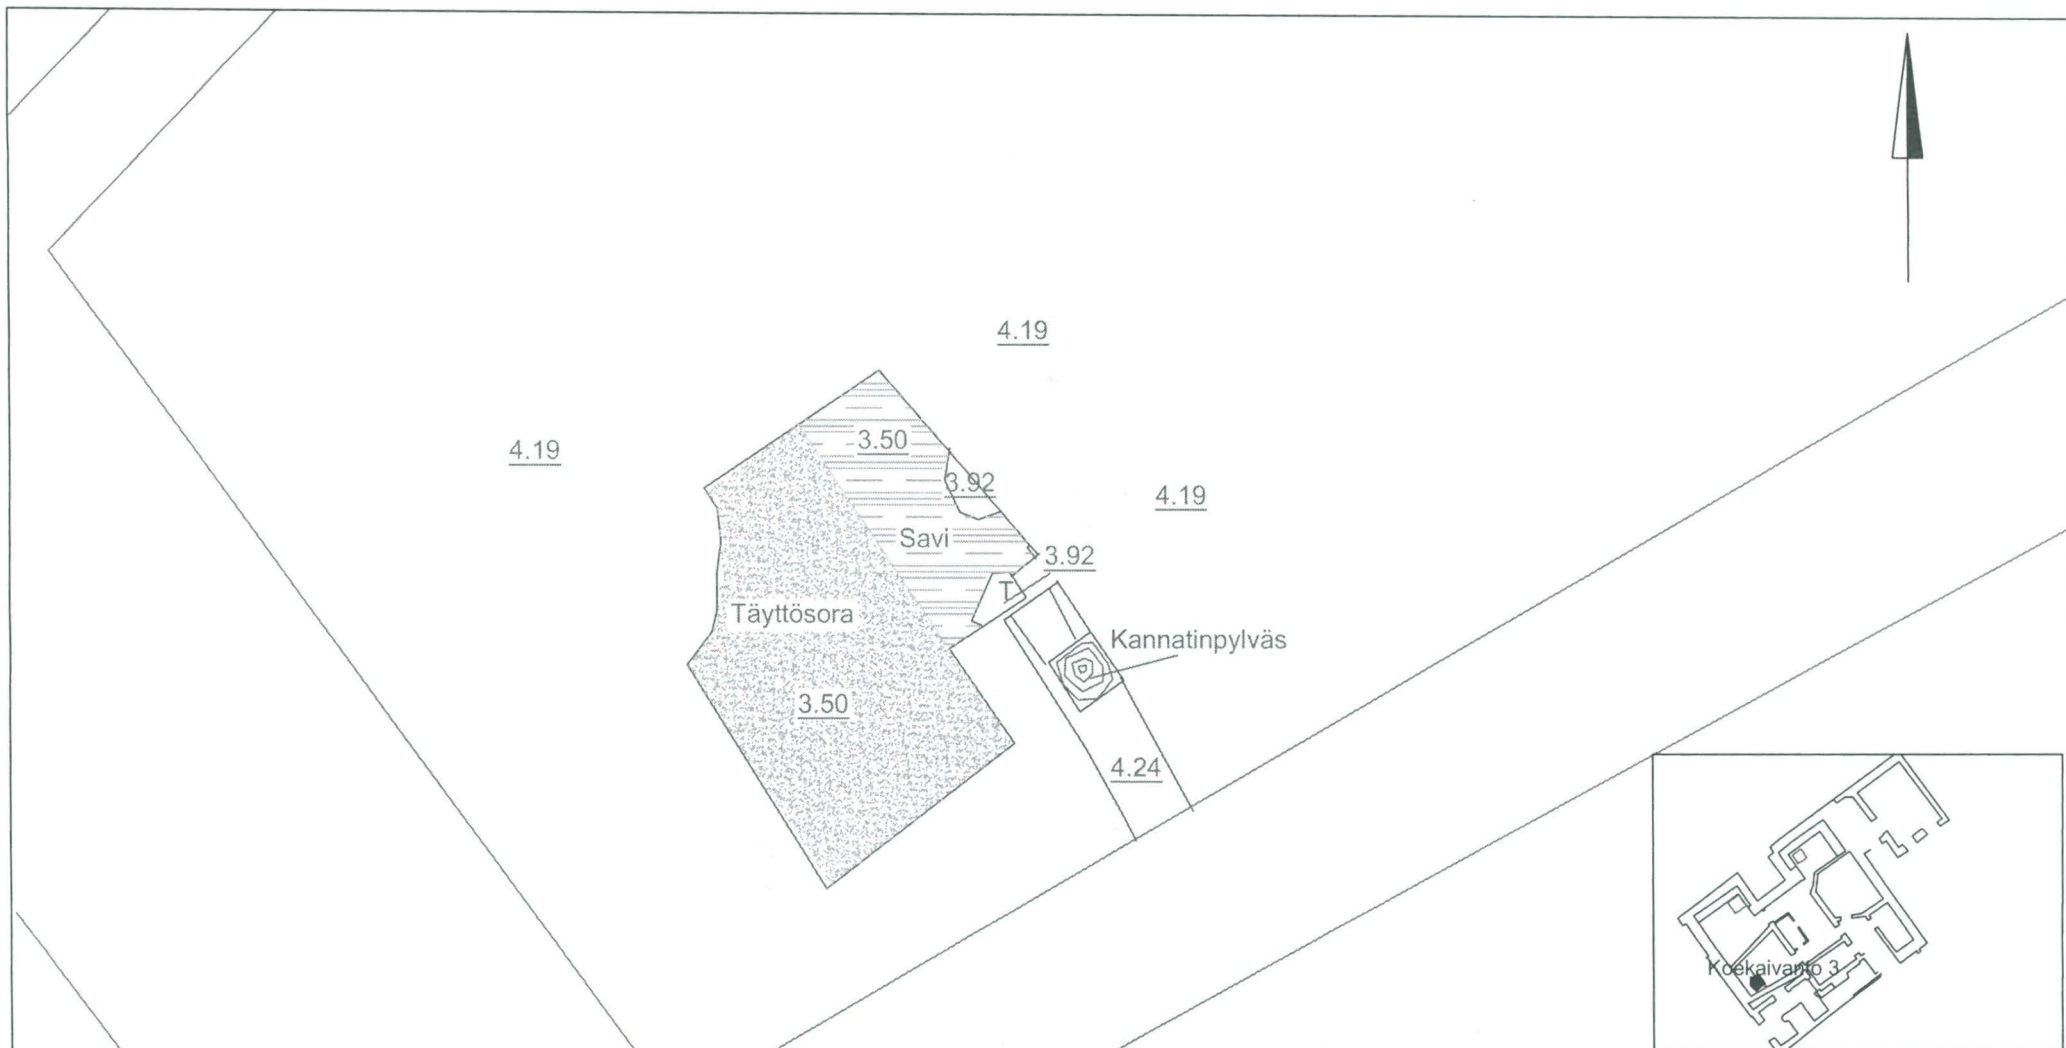 4.19
4.19
3.50
3.92
4.19
Savi
3.92
T
Täyttösora
Kannatinpylväs
3.50
4.24
Koekaivanto 3